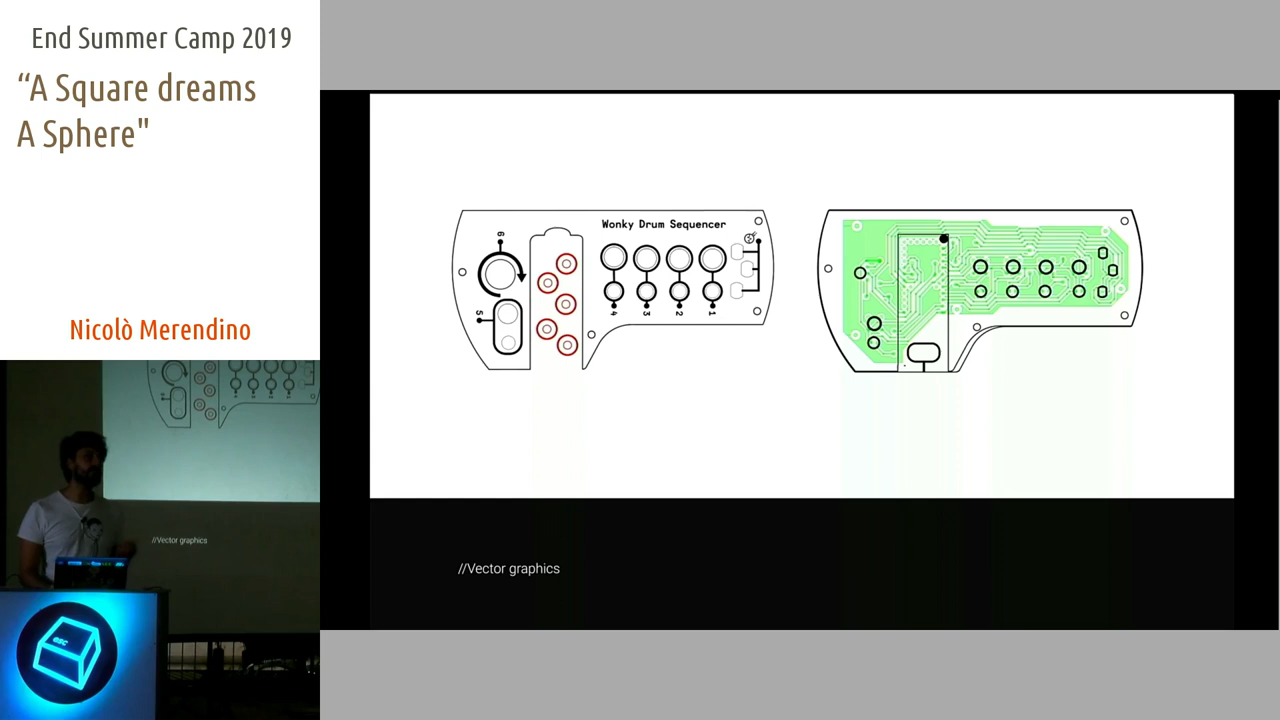 End Summer Camp 2019
“A Square dreams
A Sphere"
Nicolò Merendino
Wonky Drum Sequencer
6
5
4
3
2
1
//Vector graphics
//Vector graphics
esc